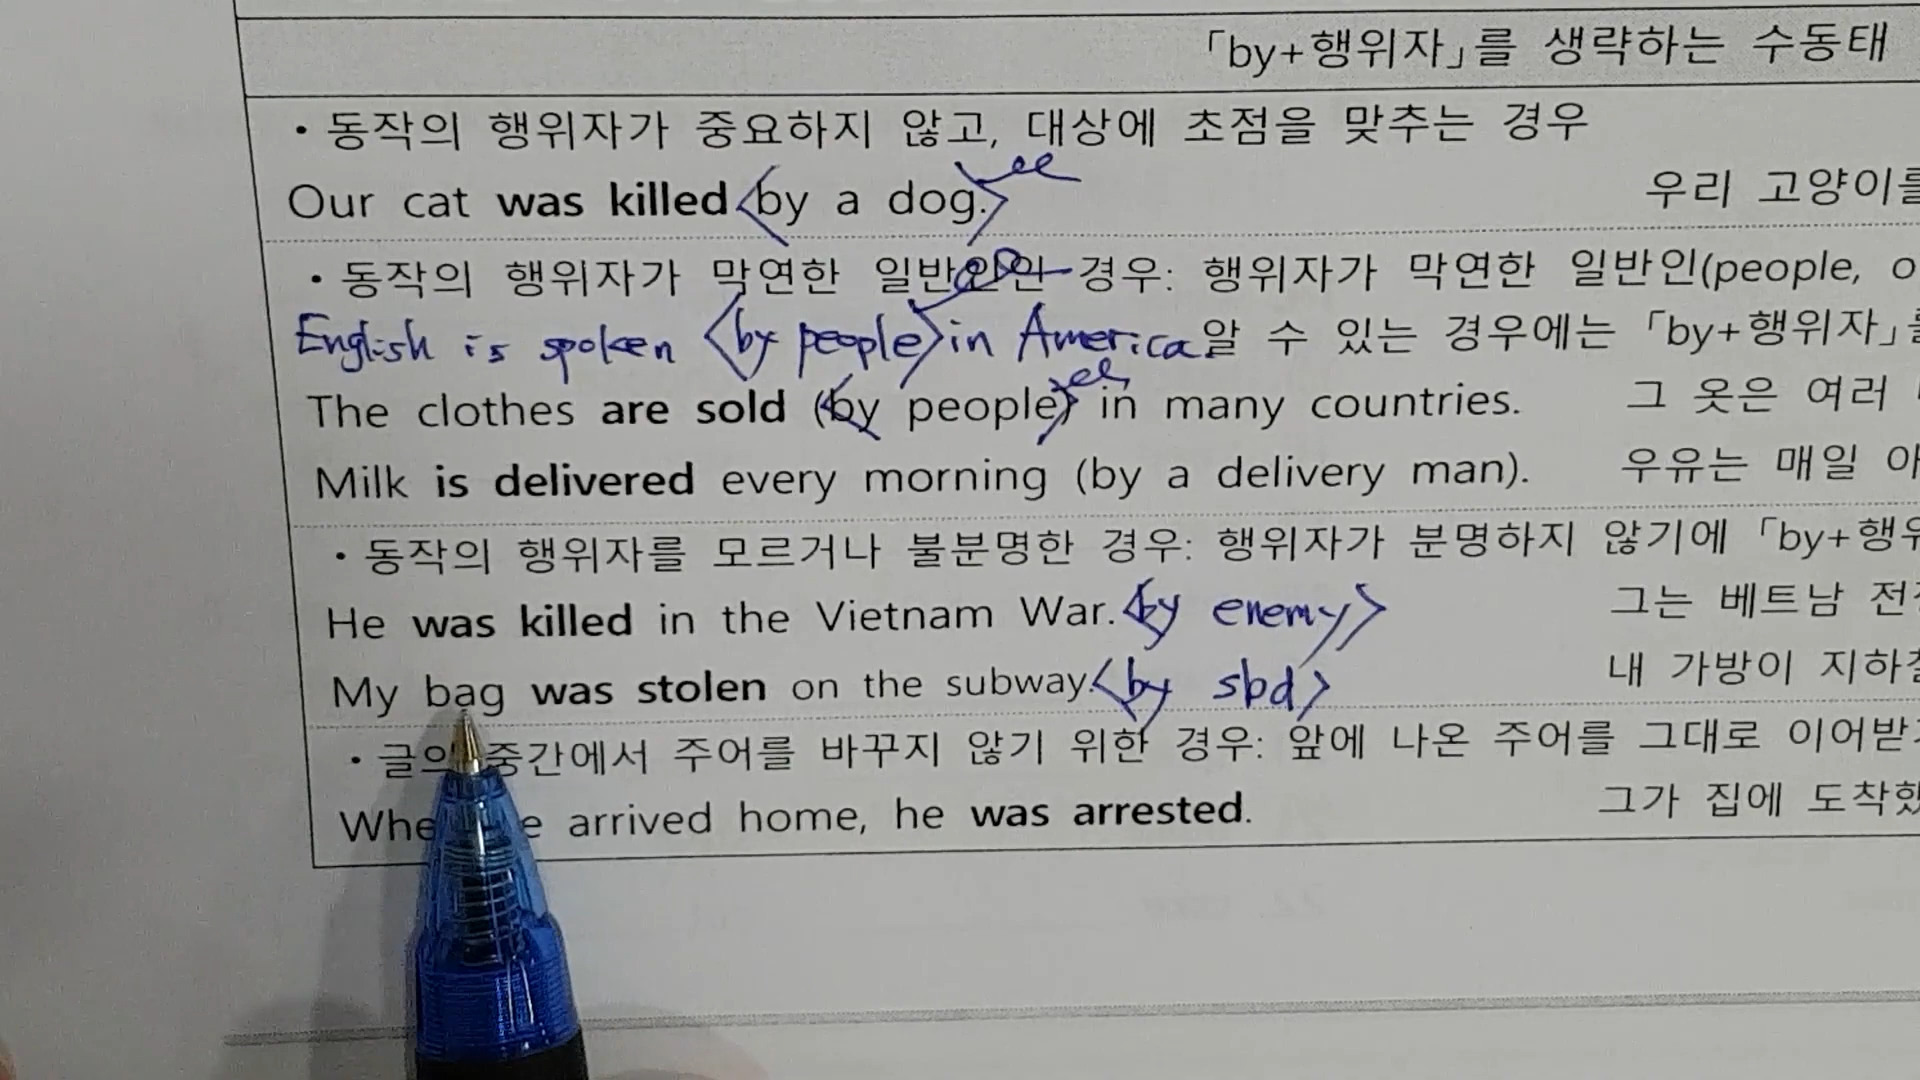 「by+행위자」를 생략하는 수동태
• 동작의 행위자가 중요하지 않고, 대상에 초점을 맞추는 경우
Our cat was killed <by a dog.> 우리 고양이를
• 동작의 행위자가 막연한 일반인인 경우: 행위자가 막연한 일반인(people,
English is spoken <by people> in America. 알 수 있는 경우에는 「by+행위자」를
The clothes are sold (by people) in many countries. 그 옷은 여러
Milk is delivered every morning (by a delivery man). 우유는 매일 아
• 동작의 행위자를 모르거나 불분명한 경우: 행위자가 분명하지 않기에 「by+행위
He was killed in the Vietnam War. <by enemy> 그는 베트남 전
My bag was stolen on the subway. <by sbd> 내 가방이 지하철
• 글의 중간에서 주어를 바꾸지 않기 위한 경우: 앞에 나온 주어를 그대로 이어받
arrived home, he was arrested. 그가 집에 도착했